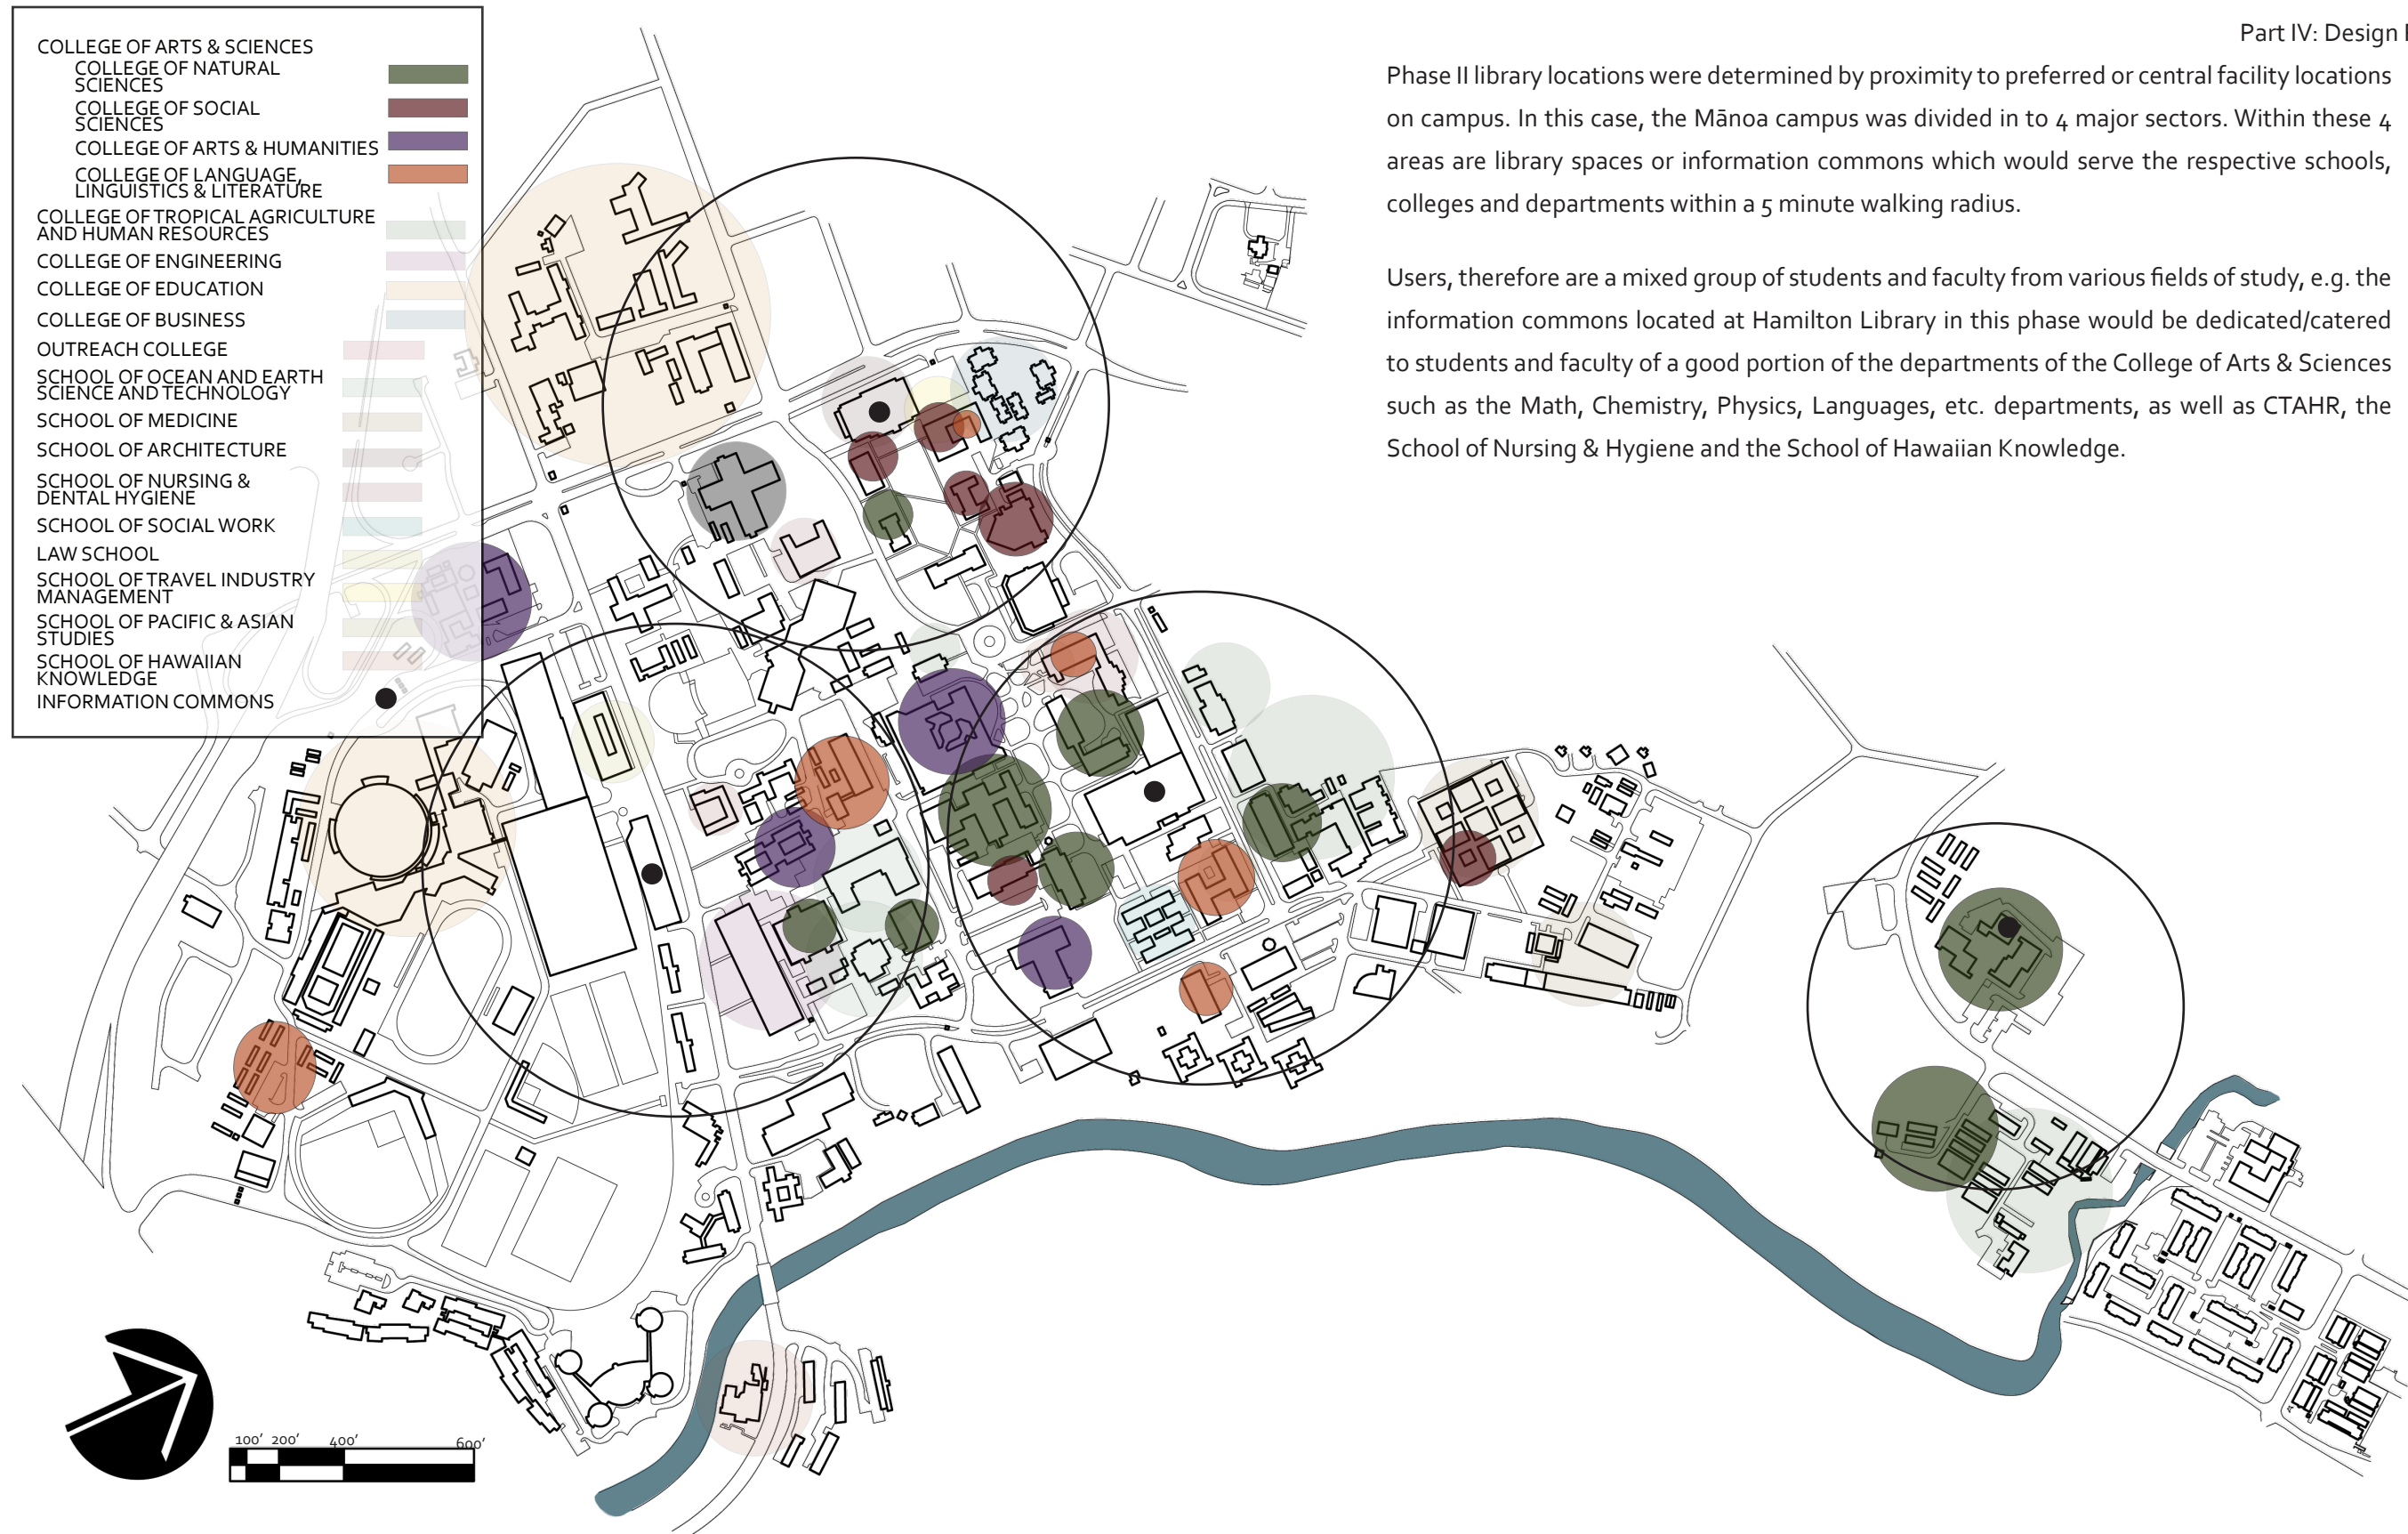 COLLEGE OF ARTS & SCIENCES
COLLEGE OF NATURAL
SCIENCES
COLLEGE OF SOCIAL
SCIENCES
COLLEGE OF ARTS & HUMANITIES
COLLEGE OF LANGUAGE,
LINGUISTICS & LITERATURE
COLLEGE OF TROPICAL AGRICULTURE
AND HUMAN RESOURCES
COLLEGE OF ENGINEERING
COLLEGE OF EDUCATION
COLLEGE OF BUSINESS
OUTREACH COLLEGE
SCHOOL OF OCEAN AND EARTH
SCIENCE AND TECHNOLOGY
SCHOOL OF MEDICINE
SCHOOL OF ARCHITECTURE
SCHOOL OF NURSING &
DENTAL HYGIENE
SCHOOL OF SOCIAL WORK
LAW SCHOOL
SCHOOL OF TRAVEL INDUSTRY
MANAGEMENT
SCHOOL OF PACIFIC & ASIAN
STUDIES
SCHOOL OF HAWAIIAN
KNOWLEDGE
INFORMATION COMMONS
Part IV: Design
Phase II library locations were determined by proximity to preferred or central facility locations
on campus. In this case, the Mānoa campus was divided in to 4 major sectors. Within these 4
areas are library spaces or information commons which would serve the respective schools,
colleges and departments within a 5 minute walking radius.
Users, therefore are a mixed group of students and faculty from various fields of study, e.g. the
information commons located at Hamilton Library in this phase would be dedicated/catered
to students and faculty of a good portion of the departments of the College of Arts & Sciences
such as the Math, Chemistry, Physics, Languages, etc. departments, as well as CTAHR, the
School of Nursing & Hygiene and the School of Hawaiian Knowledge.
100' 200' 400' 600'